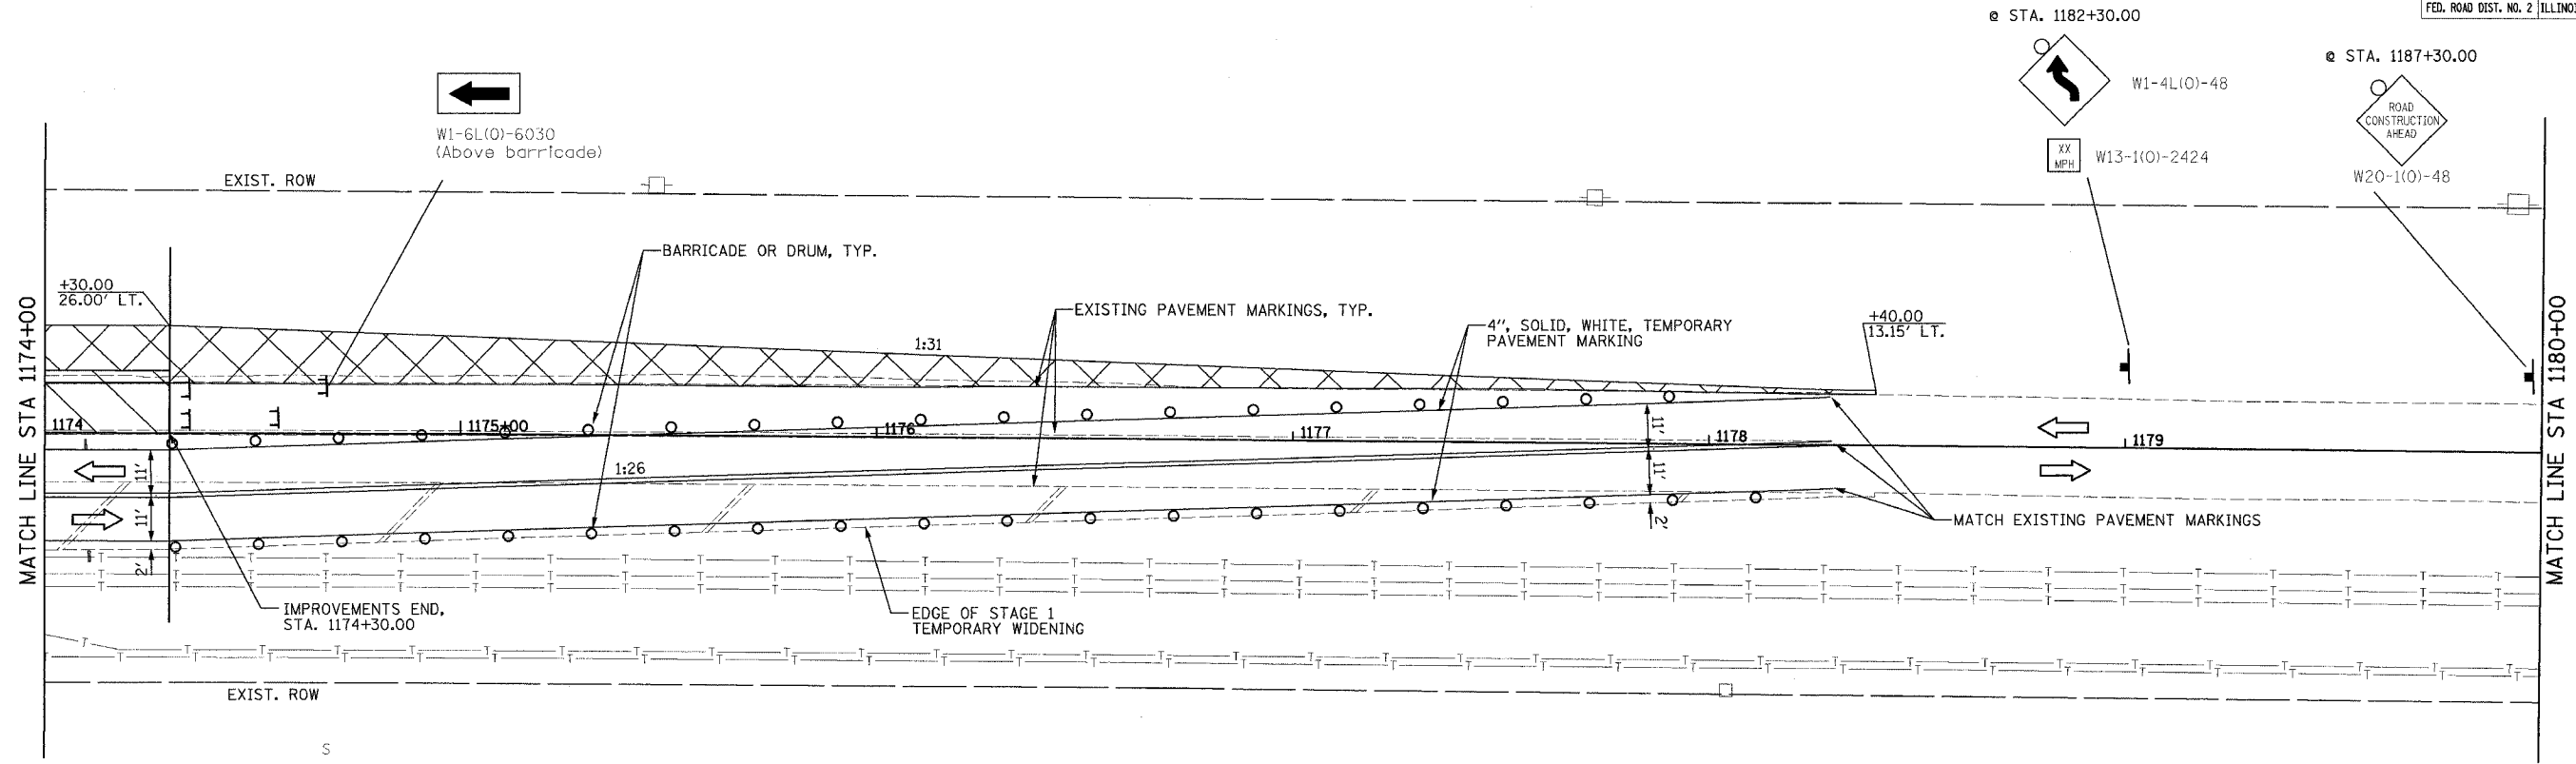 FED. ROAD DIST. NO. 2
@ STA. 1182+30.00
@ STA. 1187+30.00
W1-4L(O)-48
ROAD
CONSTRUCTION
AHEAD
W1-6L(O)-6030
(Above barricade)
XX
MPH
W13-1(O)-2424
W20-1(O)-48
EXIST. ROW
BARRICADE OR DRUM, TYP.
+30.00
26.00' LT.
EXISTING PAVEMENT MARKINGS, TYP.
4", SOLID, WHITE, TEMPORARY
PAVEMENT MARKING
+40.00
13.15' LT.
1:31
MATCH LINE STA 1174+00
MATCH LINE STA 1180+00
1174
1175+00
1176
1177
1178
1179
11'
11'
11'
11'
1:26
2'
2'
MATCH EXISTING PAVEMENT MARKINGS
IMPROVEMENTS END,
STA. 1174+30.00
EDGE OF STAGE 1
TEMPORARY WIDENING
EXIST. ROW
S